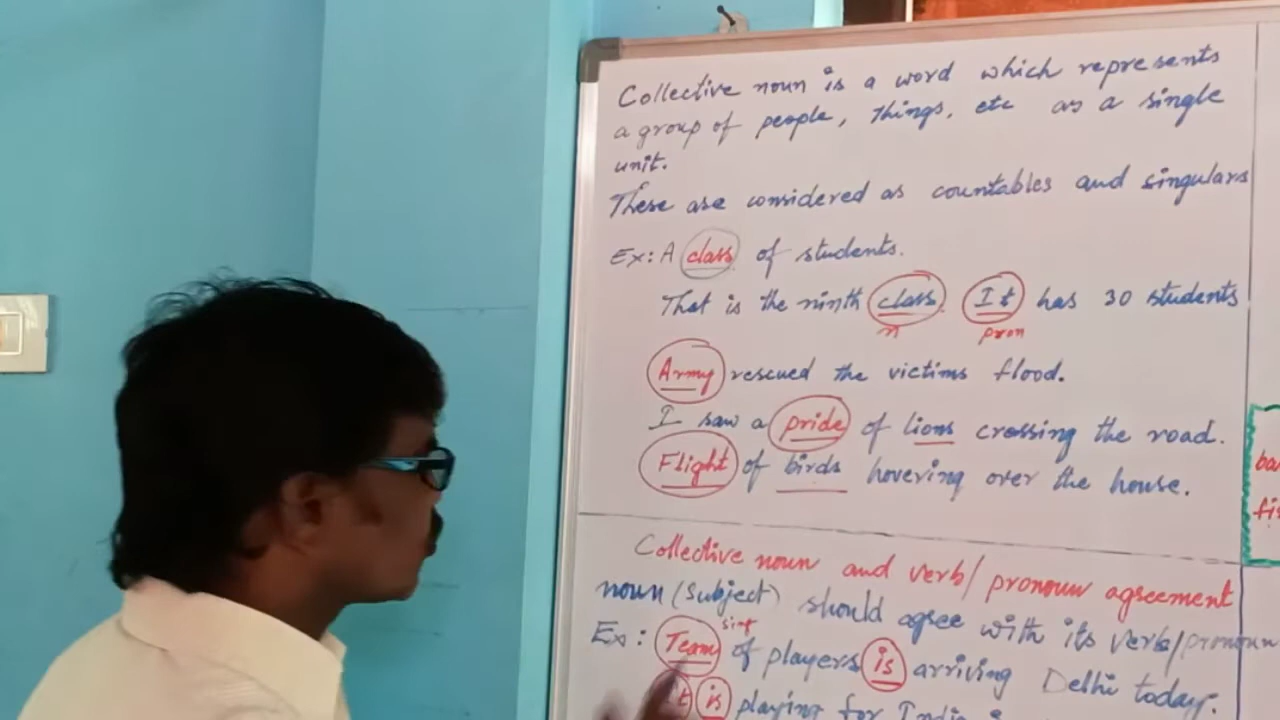 Collective noun is a word which represents
a group of people, things, etc as a single
unit.
These are considered as countables and singulars
Ex: A class of students.
That is the ninth class. It has 30 students
n pron
Army rescued the victims flood.
I saw a pride of lions crossing the road.
Flight of birds hovering over the house.
Collective noun and verb/pronoun agreement
noun (subject) should agree with its verb/pronoun
Ex: Team of players is arriving Delhi today.
is playing for India